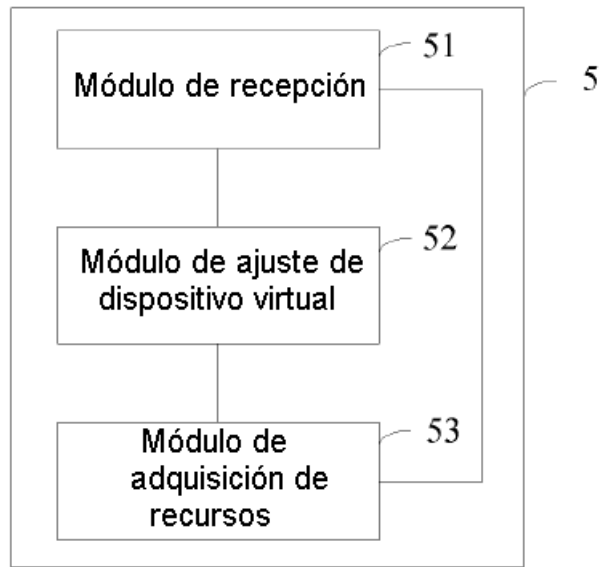 51
5
Módulo de recepción
52
Módulo de ajuste de
dispositivo virtual
53
Módulo de
adquisición de
recursos